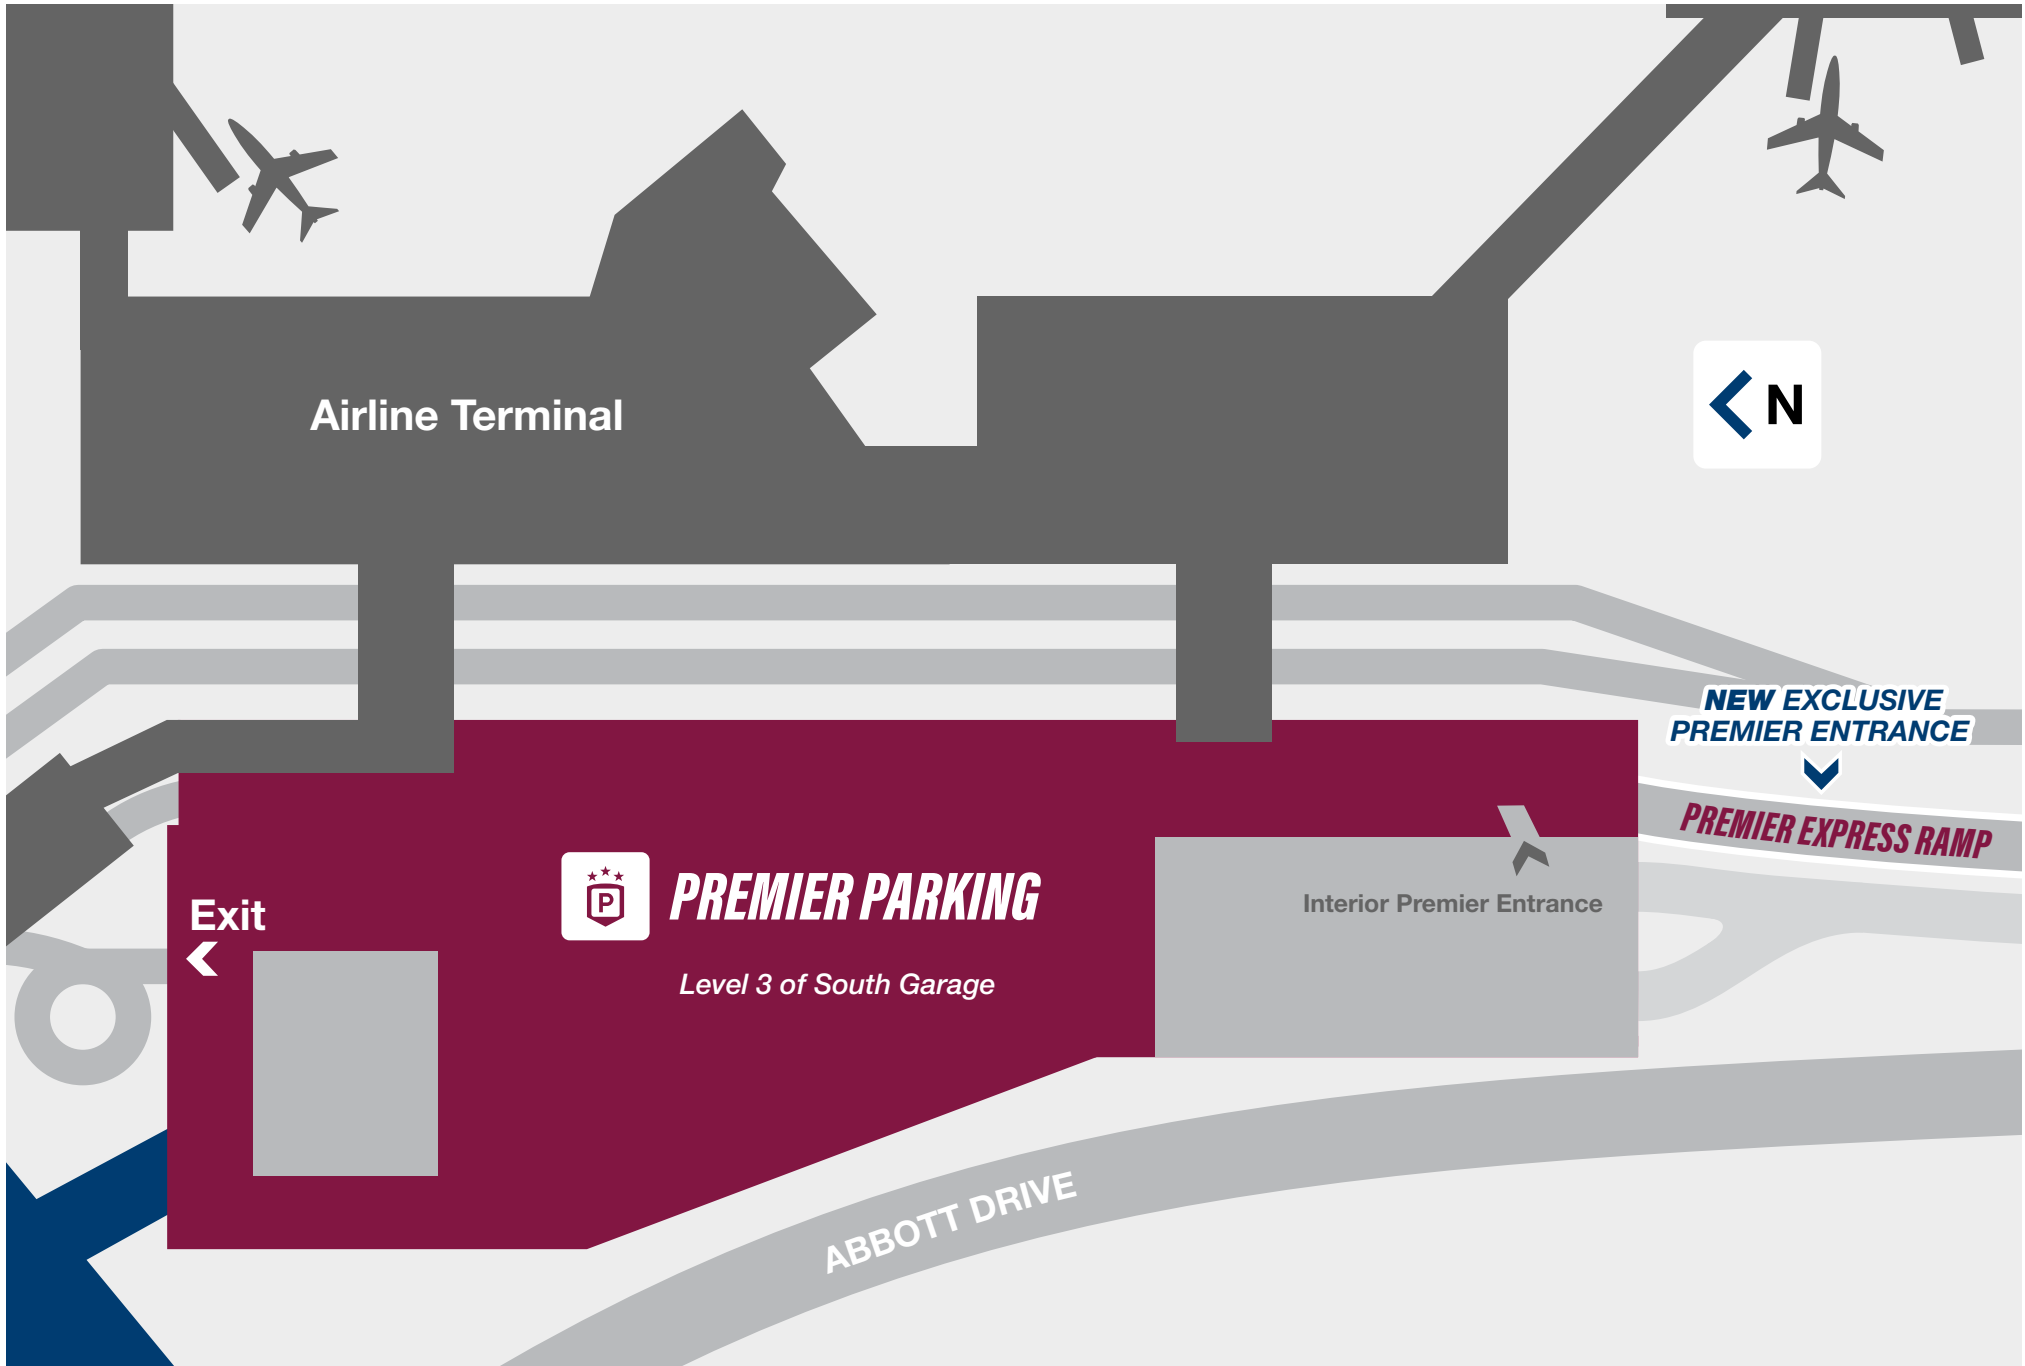 Airline Terminal
N
NEW EXCLUSIVE
PREMIER ENTRANCE
PREMIER EXPRESS RAMP
P
PREMIER PARKING
Level 3 of South Garage
Exit
Interior Premier Entrance
ABBOTT DRIVE